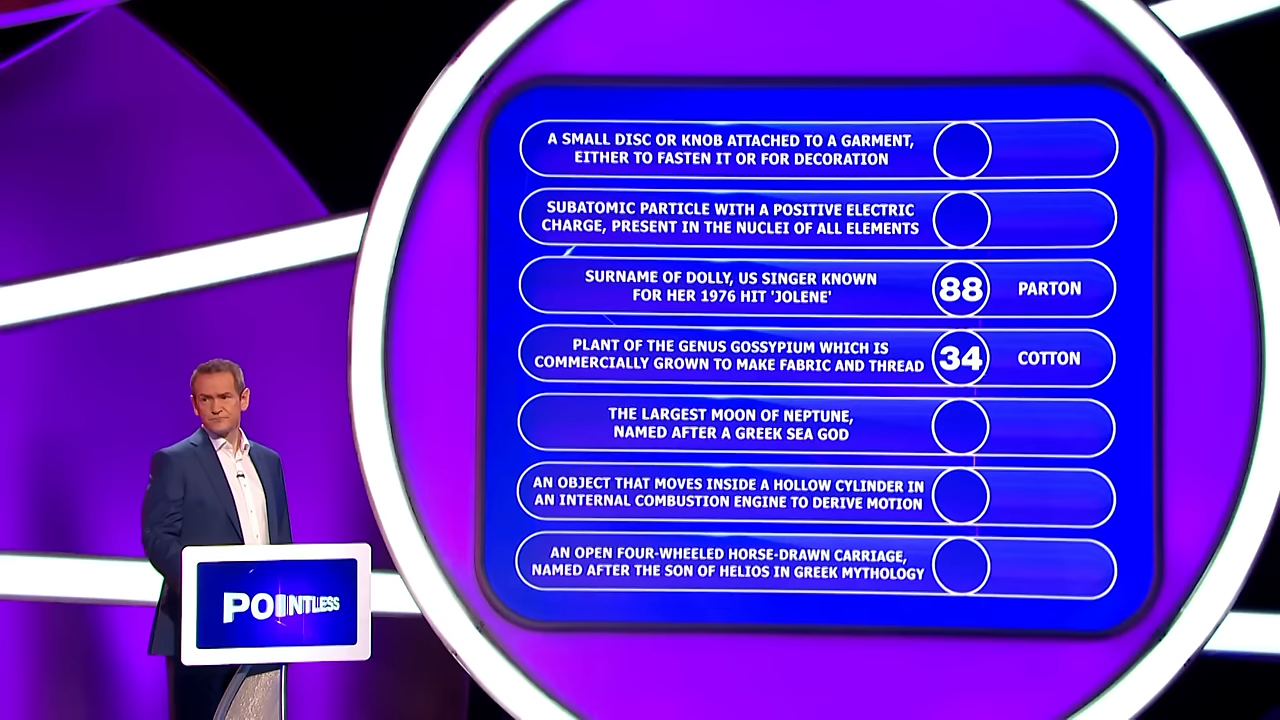 A SMALL DISC OR KNOB ATTACHED TO A GARMENT,
EITHER TO FASTEN IT OR FOR DECORATION
SUBATOMIC PARTICLE WITH A POSITIVE ELECTRIC
CHARGE, PRESENT IN THE NUCLEI OF ALL ELEMENTS
SURNAME OF DOLLY, US SINGER KNOWN
FOR HER 1976 HIT 'JOLENE'
88 PARTON
PLANT OF THE GENUS GOSSYPIUM WHICH IS
COMMERCIALLY GROWN TO MAKE FABRIC AND THREAD
34 COTTON
THE LARGEST MOON OF NEPTUNE,
NAMED AFTER A GREEK SEA GOD
AN OBJECT THAT MOVES INSIDE A HOLLOW CYLINDER IN
AN INTERNAL COMBUSTION ENGINE TO DERIVE MOTION
AN OPEN FOUR-WHEELED HORSE-DRAWN CARRIAGE,
NAMED AFTER THE SON OF HELIOS IN GREEK MYTHOLOGY
POINTLESS